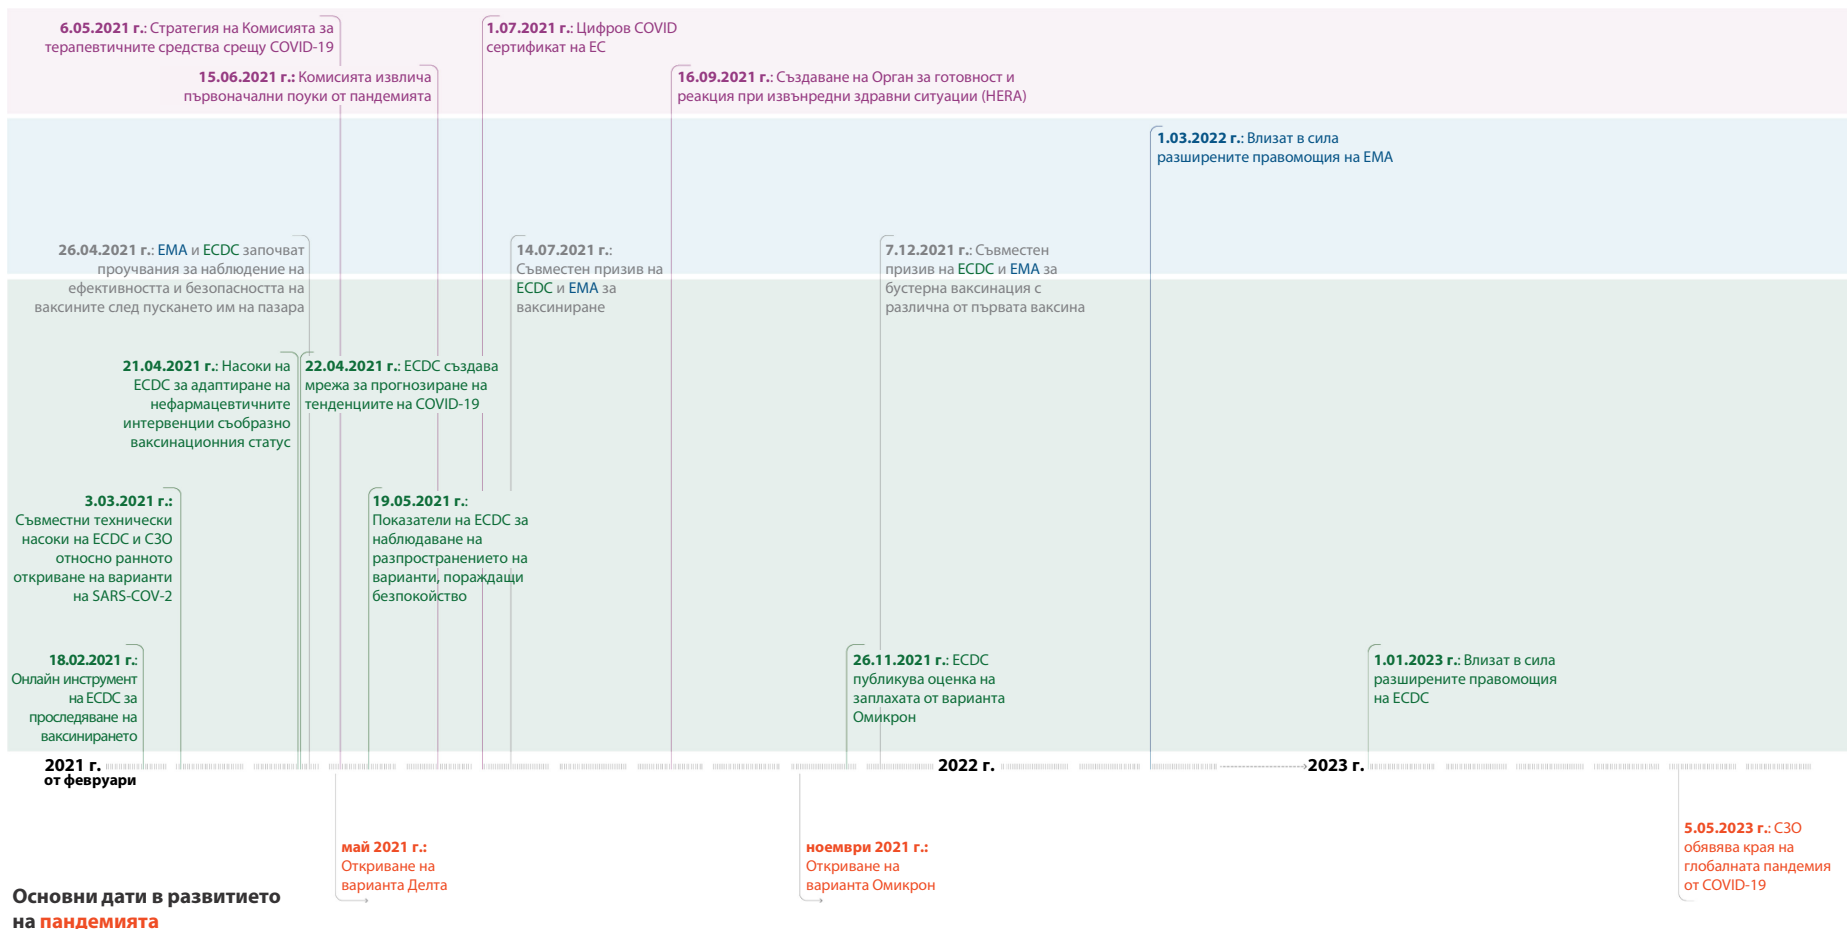 6.05.2021 г.: Стратегия на Комисията за
терапевтичните средства срещу COVID-19
1.07.2021 г.: Цифров COVID
сертификат на ЕС
15.06.2021 г.: Комисията извлича
първоначални поуки от пандемията
16.09.2021 г.: Създаване на Орган за готовност и
реакция при извънредни здравни ситуации (HERA)
1.03.2022 г.: Влизат в сила
разширените правомощия на EMA
26.04.2021 г.: EMA и ECDC започват
проучвания за наблюдение на
ефективността и безопасността на
ваксините след пускането им на пазара
14.07.2021 г.:
Съвместен призив на
ECDC и EMA за
ваксиниране
7.12.2021 г.: Съвместен
призив на ECDC и EMA за
бустерна ваксинация с
различна от първата ваксина
21.04.2021 г.: Насоки на
ECDC за адаптиране на
нефармацевтичните
интервенции съобразно
ваксинационния статус
22.04.2021 г.: ECDC създава
мрежа за прогнозиране на
тенденциите на COVID-19
3.03.2021 г.:
Съвместни технически
насоки на ECDC и СЗО
относно ранното
откриване на варианти
на SARS-COV-2
19.05.2021 г.:
Показатели на ECDC за
наблюдаване на
разпространението на
варианти, пораждащи
безпокойство
18.02.2021 г.:
Онлайн инструмент
на ECDC за
проследяване на
ваксинирането
26.11.2021 г.: ECDC
публикува оценка на
заплахата от варианта
Омикрон
1.01.2023 г.: Влизат в сила
разширените правомощия
на ECDC
2021 г.
от февруари
2022 г.
2023 г.
май 2021 г.:
Откриване на
варианта Делта
ноември 2021 г.:
Откриване на
варианта Омикрон
5.05.2023 г.: СЗО
обявява края на
глобалната пандемия
от COVID-19
Основни дати в развитието
на пандемията